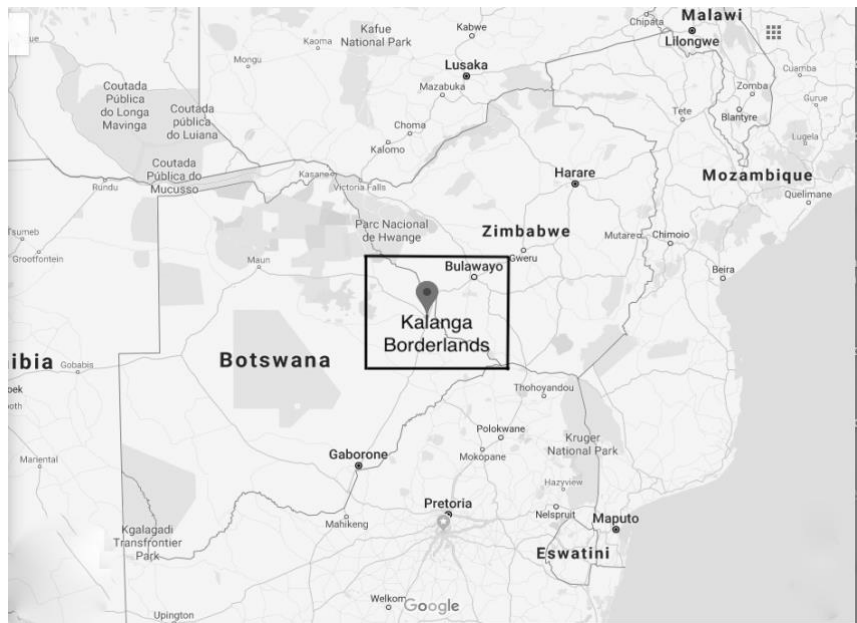 Malawi
Chipata
Kafue
National Park
Kabwe
Kaoma
Lilongwe
Mongu
Lusaka
Cuamba
Mazabuka
Zomba
Coutada
Pública
do Longa
Mavinga
Gurue
Coutada
pública
do Luiana
Tete
Blantyre
Choma
Lugela
Kalomo
Coutada
Pública do
Mucusso
Kasane
Harare
Mozambique
Rundu
Victoria Falls
Quelimane
Parc Nacional
de Hwange
Zimbabwe
Tsumeb
Mutare
Chimoio
Grootfontein
Maun
Gweru
Bulawayo
Beira
Kalanga
Borderlands
ibia
Gobabis
Botswana
oek
Thohoyandou
oth
Polokwane
Kruger
National Park
Gaborone
Mokopane
Mariental
Hazyview
Pretoria
Nelspruit
Maputo
Mahikeng
Kgalagadi
Transfrontier
Park
Eswatini
Welkom
Google
Upington